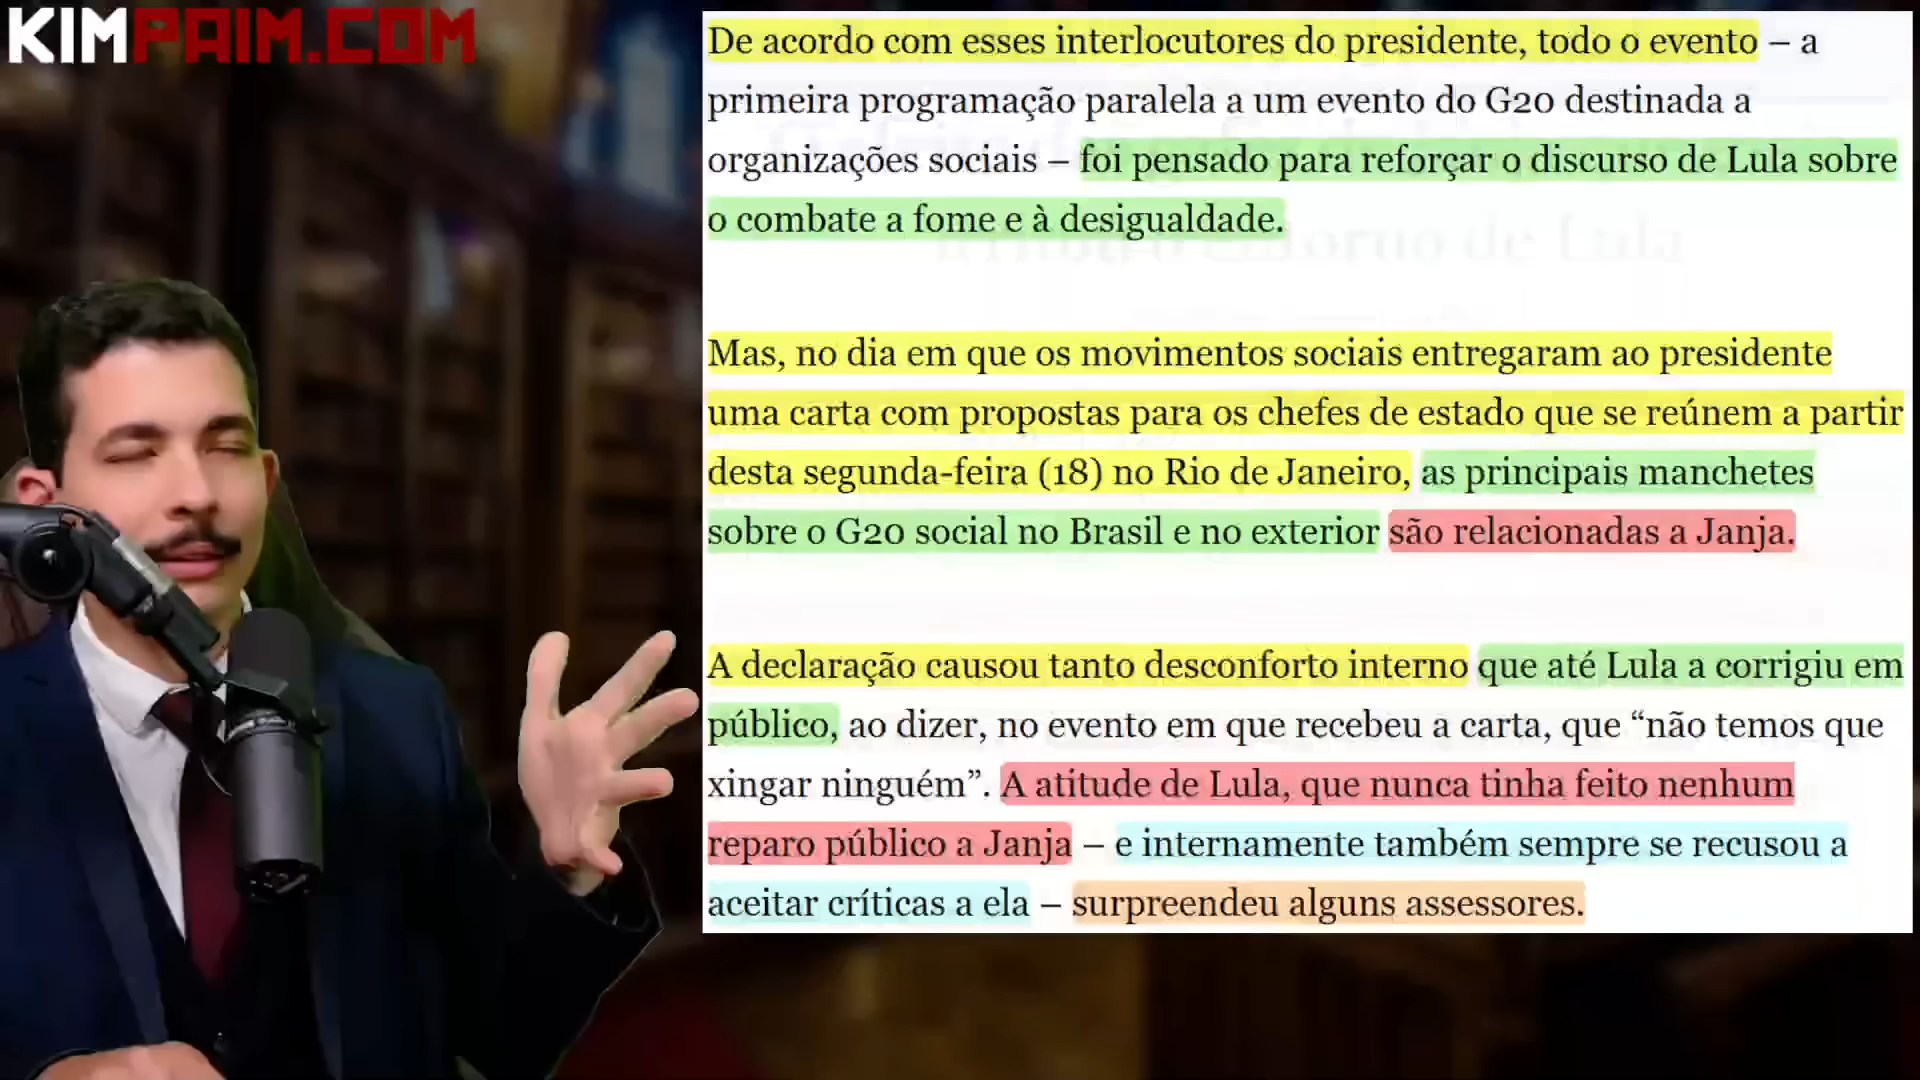 KIMPAIM.COM
De acordo com esses interlocutores do presidente, todo o evento – a
primeira programação paralela a um evento do G20 destinada a
organizações sociais – foi pensado para reforçar o discurso de Lula sobre
o combate a fome e à desigualdade.
Mas, no dia em que os movimentos sociais entregaram ao presidente
uma carta com propostas para os chefes de estado que se reúnem a partir
desta segunda-feira (18) no Rio de Janeiro, as principais manchetes
sobre o G20 social no Brasil e no exterior são relacionadas a Janja.
A declaração causou tanto desconforto interno que até Lula a corrigiu em
público, ao dizer, no evento em que recebeu a carta, que “não temos que
xingar ninguém”. A atitude de Lula, que nunca tinha feito nenhum
reparo público a Janja – e internamente também sempre se recusou a
aceitar críticas a ela – surpreendeu alguns assessores.